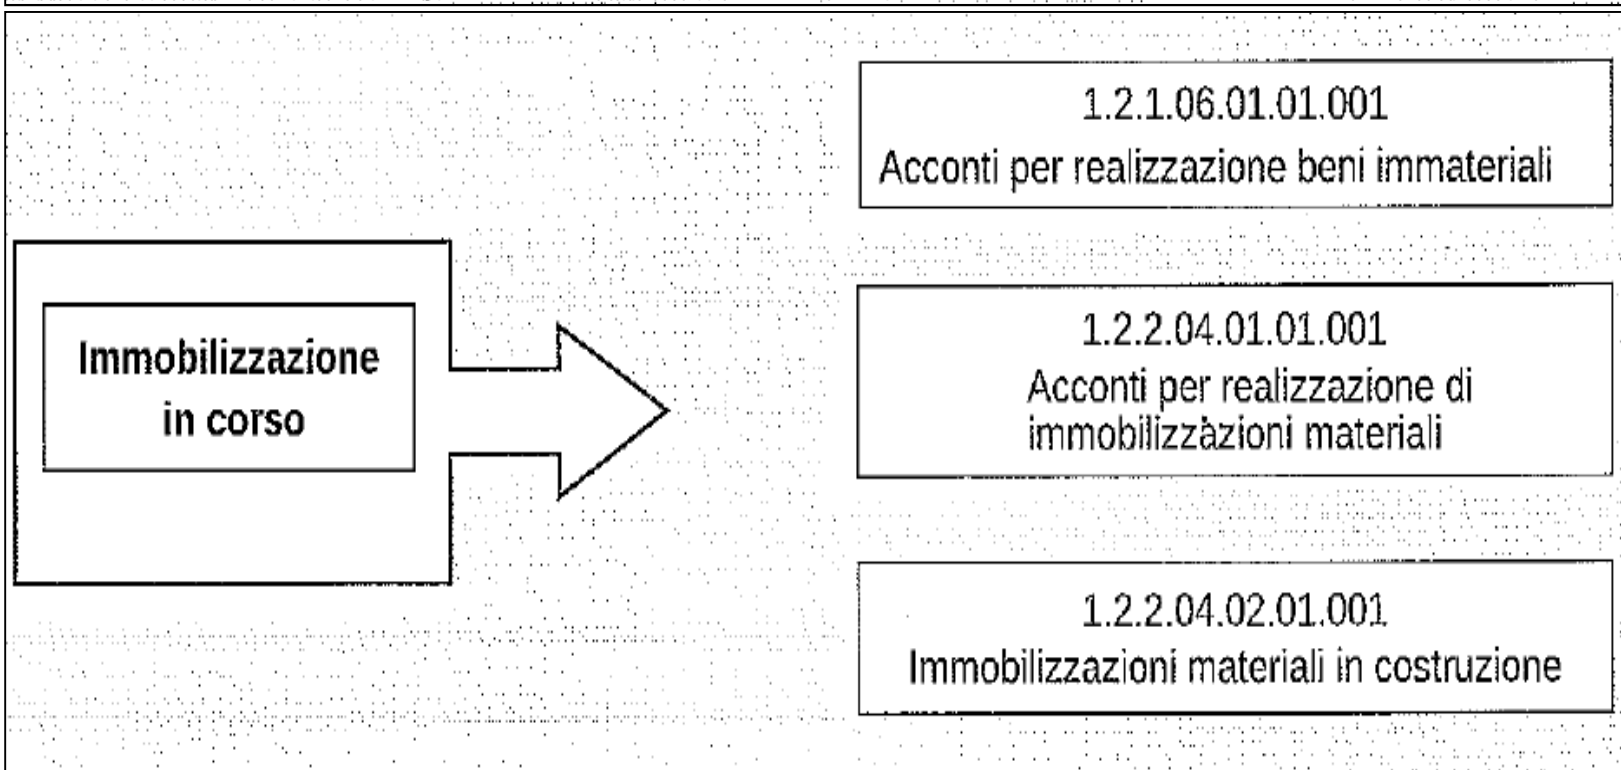 Immobilizzazione
in corso
1.2.1.06.01.01.001
Acconti per realizzazione beni immateriali
1.2.2.04.01.01.001
Acconti per realizzazione di
immobilizzazioni materiali
1.2.2.04.02.01.001
Immobilizzazioni materiali in costruzione